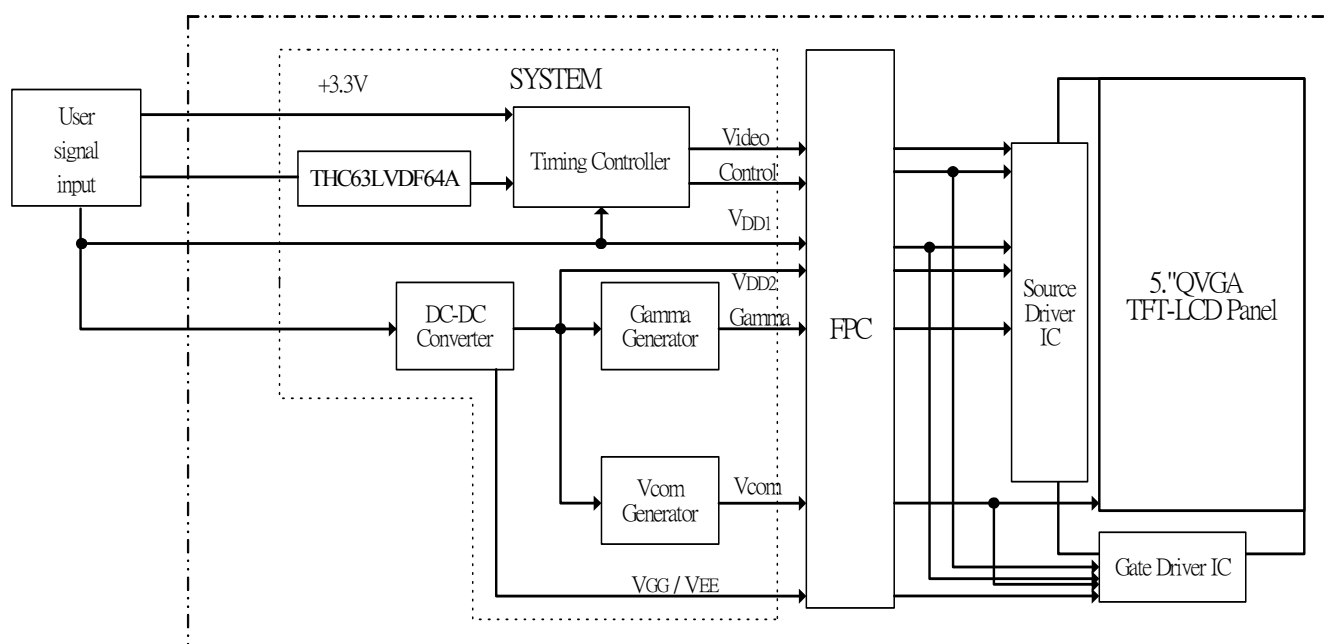 SYSTEM
+3.3V
User
signal
input
THC63LVDF64A
Timing Controller
Video
Control
VDD1
VDD2
DC-DC
Converter
Gamma
Generator
Gamma
Vcom
Generator
Vcom
VGG / VEE
FPC
Source
Driver
IC
5."QVGA
TFT-LCD Panel
Gate Driver IC